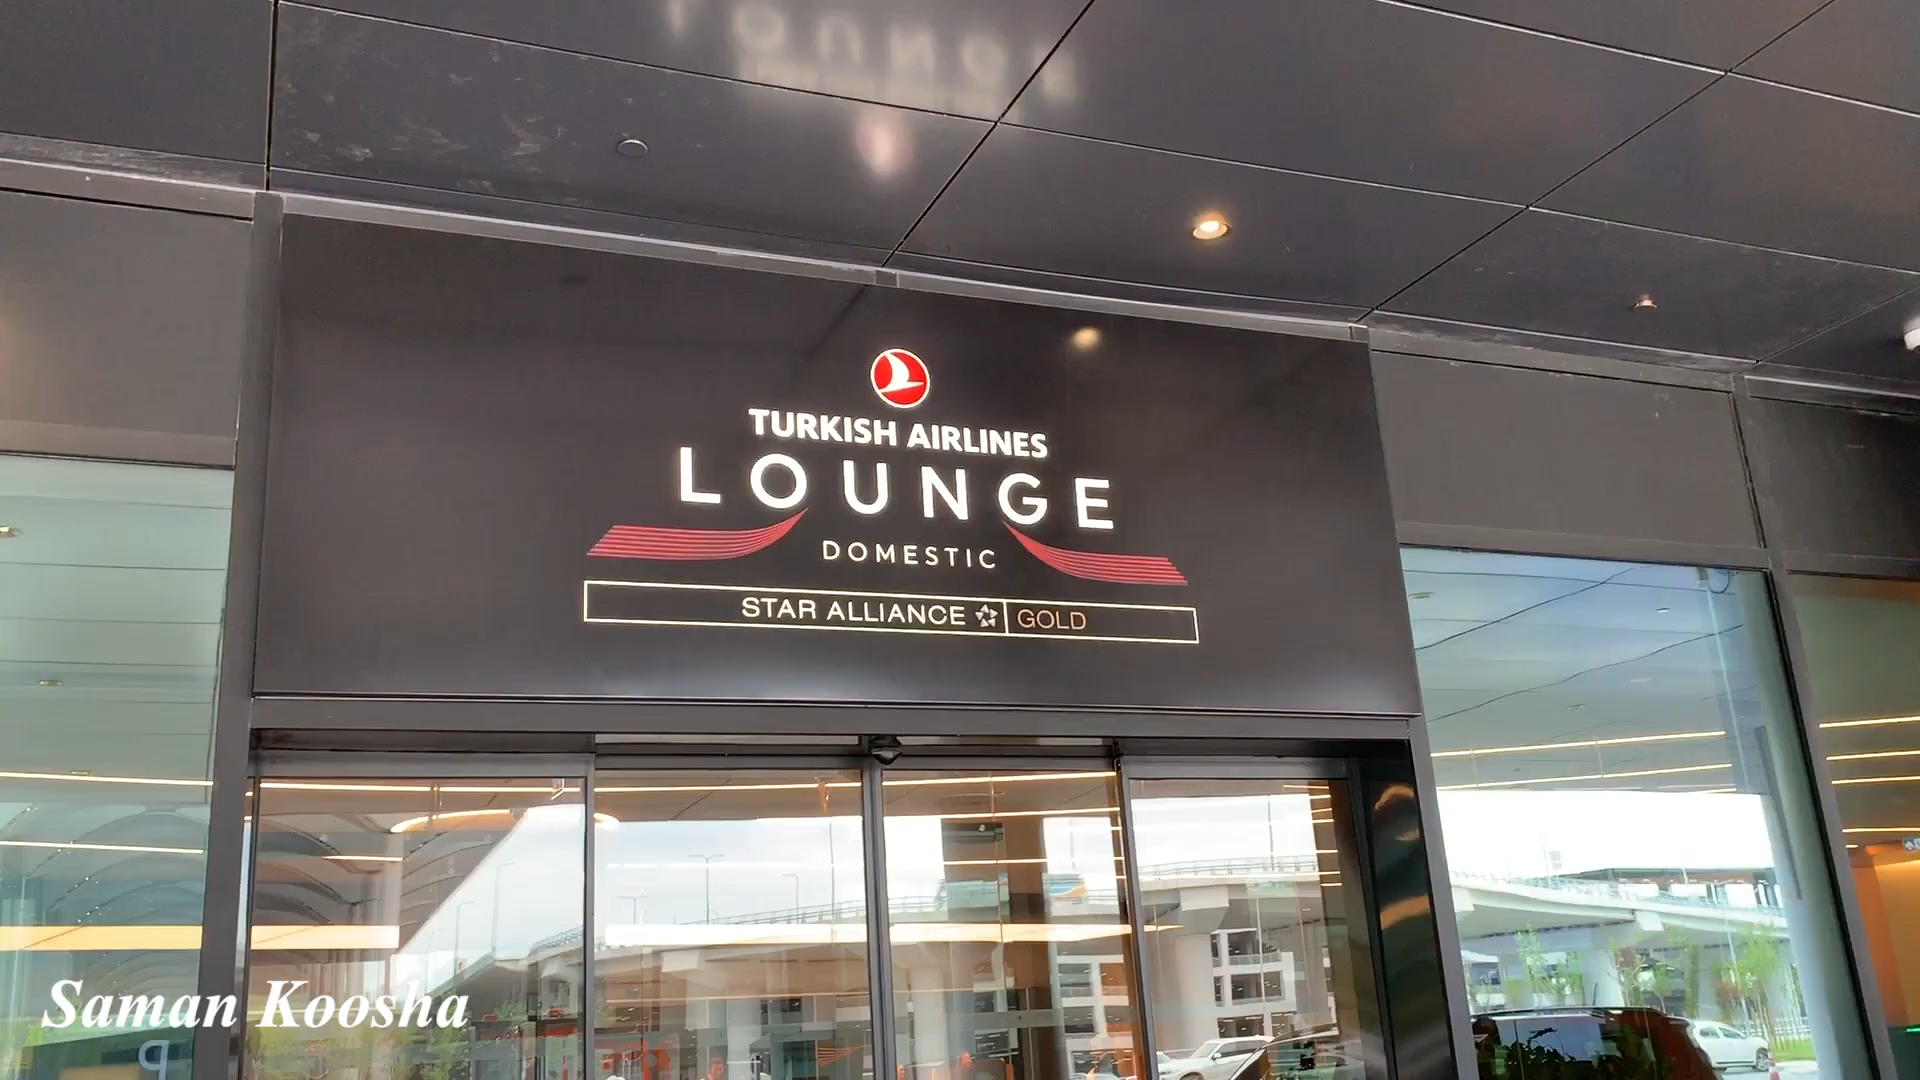 TURKISH AIRLINES
LOUNGE
DOMESTIC
STAR ALLIANCE GOLD
Saman Koosha
P